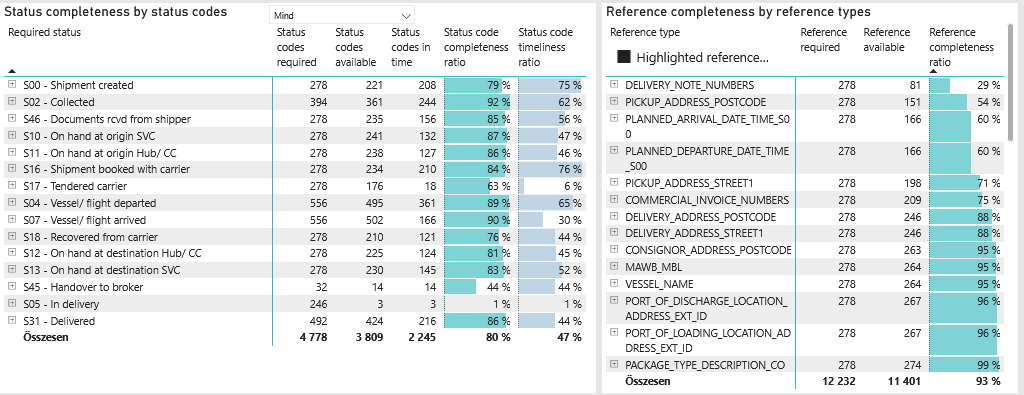 Status completeness by status codes
Mind
Required status
Status codes required
Status codes available
Status codes in time
Status code completeness ratio
Status code timeliness ratio
S00 - Shipment created 278 221 208 79 % 75 %
S02 - Collected 394 361 244 92 % 62 %
S46 - Documents rcvd from shipper 278 235 156 85 % 56 %
S10 - On hand at origin SVC 278 241 132 87 % 47 %
S11 - On hand at origin Hub/ CC 278 238 127 86 % 46 %
S16 - Shipment booked with carrier 278 234 210 84 % 76 %
S17 - Tendered carrier 278 176 18 63 % 6 %
S04 - Vessel/ flight departed 556 495 361 89 % 65 %
S07 - Vessel/ flight arrived 556 502 166 90 % 30 %
S18 - Recovered from carrier 278 210 121 76 % 44 %
S12 - On hand at destination Hub/ CC 278 225 124 81 % 45 %
S13 - On hand at destination SVC 278 230 145 83 % 52 %
S45 - Handover to broker 32 14 14 44 % 44 %
S05 - In delivery 246 3 3 1 % 1 %
S31 - Delivered 492 424 216 86 % 44 %
Összesen 4 778 3 809 2 245 80 % 47 %
Reference completeness by reference types
Reference type
Highlighted reference...
Reference required
Reference available
Reference completeness ratio
DELIVERY_NOTE_NUMBERS 278 81 29 %
PICKUP_ADDRESS_POSTCODE 278 151 54 %
PLANNED_ARRIVAL_DATE_TIME_S0 278 166 60 %
0
PLANNED_DEPARTURE_DATE_TIME 278 166 60 %
_S00
PICKUP_ADDRESS_STREET1 278 198 71 %
COMMERCIAL_INVOICE_NUMBERS 278 209 75 %
DELIVERY_ADDRESS_POSTCODE 278 246 88 %
DELIVERY_ADDRESS_STREET1 278 246 88 %
CONSIGNOR_ADDRESS_POSTCODE 278 263 95 %
MAWB_MBL 278 264 95 %
VESSEL_NAME 278 264 95 %
PORT_OF_DISCHARGE_LOCATION_ 278 267 96 %
ADDRESS_EXT_ID
PORT_OF_LOADING_LOCATION_AD 278 267 96 %
DRESS_EXT_ID
PACKAGE_TYPE_DESCRIPTION_CO 278 274 99 %
Összesen 12 232 11 401 93 %